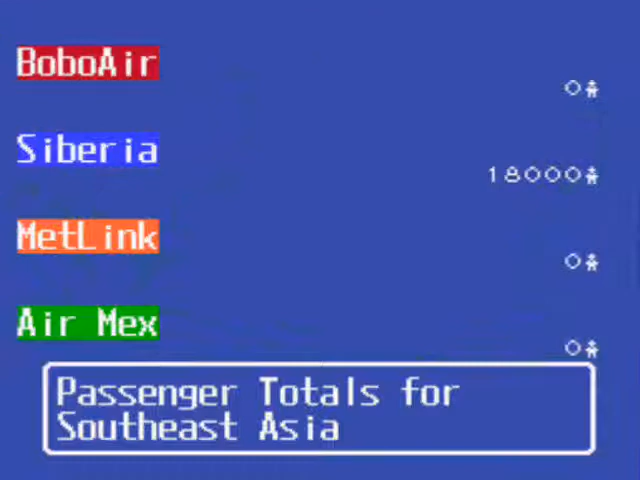 BoboAir
0
Siberia
18000
MetLink
0
Air Mex
0
Passenger Totals for
Southeast Asia